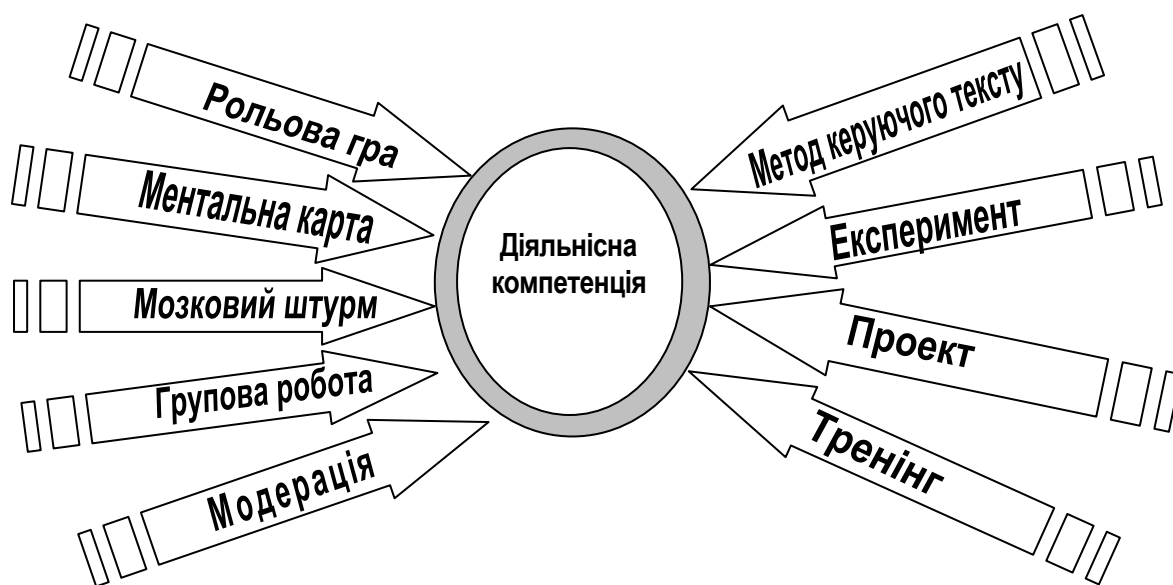 Рольова гра
Ментальна карта
Мозковий штурм
Групова робота
Модерація
Діяльнісна
компетенція
Метод керуючого тексту
Експеримент
Проект
Тренінг